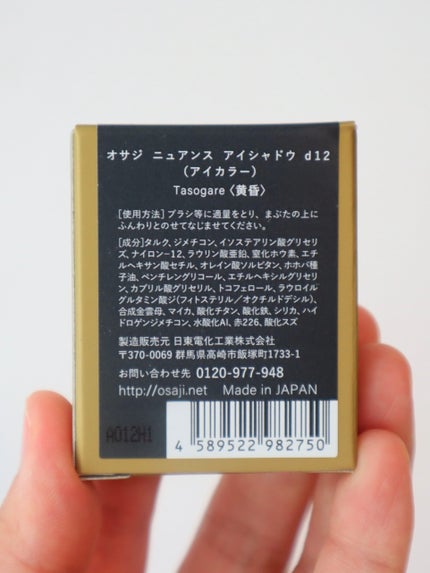 オサジ ニュアンス アイシャドウ d12
(アイカラー)
Tasogare〈黄昏〉
[使用方法]ブラシ等に適量をとり、まぶたの上に
ふんわりとのせてなじませてください。
[成分]タルク、ジメチコン、イソステアリン酸グリセリ
ズ、ナイロン-12、ラウリン酸亜鉛、窒化ホウ素、エチ
ルヘキサン酸セチル、オレイン酸ソルビタン、ホホバ種
子油、ペンチレングリコール、エチルヘキシルグリセリ
ン、カプリル酸グリセリル、トコフェロール、ラウロイル
グルタミン酸ジ(フィトステリル/オクチルドデシル)、
合成金雲母、マイカ、酸化チタン、酸化鉄、シリカ、ハイ
ドロゲンジメチコン、水酸化Al、赤226、酸化スズ
製造販売元 日東電化工業株式会社
〒370-0069 群馬県高崎市飯塚町1733-1
お問い合わせ先 0120-977-948
http://osaji.net Made in JAPAN
A012H1
4 589522 982750